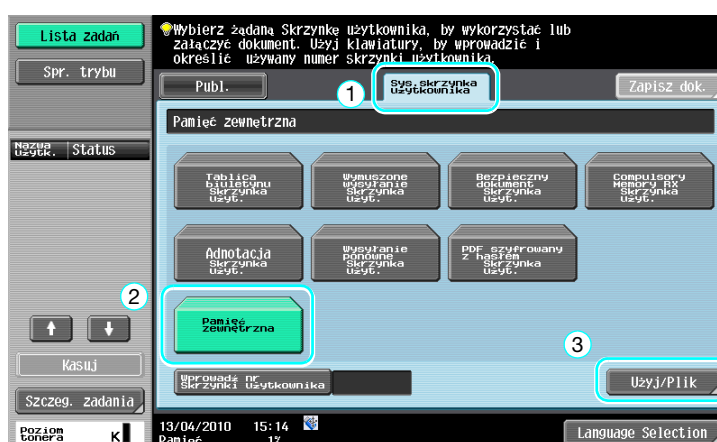 Lista zadań
Spr. trybu
Nazwa
Użytk.
Status
2
Kasuj
Szczeg. zadania
Poziom
tonera
K
Wybierz żądaną Skrzynkę użytkownika, by wykorzystać lub
załączyć dokument. Użyj klawiatury, by wprowadzić i
określić używany numer skrzynki użytkownika.
Publ.
1
Sys.skrzynka
użytkownika
Zapisz dok.
Pamięć zewnętrzna
Tablica
biuletynu
Skrzynka
użyt.
Wymuszone
wysyłanie
Skrzynka
użyt.
Bezpieczny
dokument
Skrzynka
użyt.
Compulsory
Memory RX
Skrzynka
użyt.
Adnotacja
Skrzynka
użyt.
Wysyłanie
ponowne
Skrzynka
użyt.
PDF szyfrowany
z hasłem
Skrzynka
użyt.
Pamięć
zewnętrzna
3
Wprowadź nr
Skrzynki Użytkownika
Użyj/Plik
13/04/2010 15:14
Pamięć 1%
Language Selection